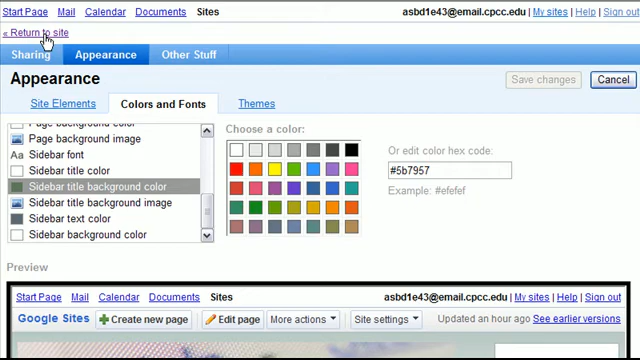 Start Page | Mail | Calendar | Documents | Sites
asbd1e43@email.cpcc.edu | My sites | Help | Sign out
« Return to site
Sharing Appearance Other Stuff
Appearance
Save changes Cancel
Site Elements Colors and Fonts Themes
Page background color
Page background image
Aa Sidebar font
Sidebar title color
Sidebar title background color
Sidebar title background image
Sidebar text color
Sidebar background color
Choose a color:
Or edit color hex code:
#5b7957
Example: #efefef
Preview
Start Page Mail Calendar Documents Sites
asbd1e43@email.cpcc.edu | My sites | Help | Sign out
Google Sites Create new page Edit page More actions Site settings Updated an hour ago See earlier versions